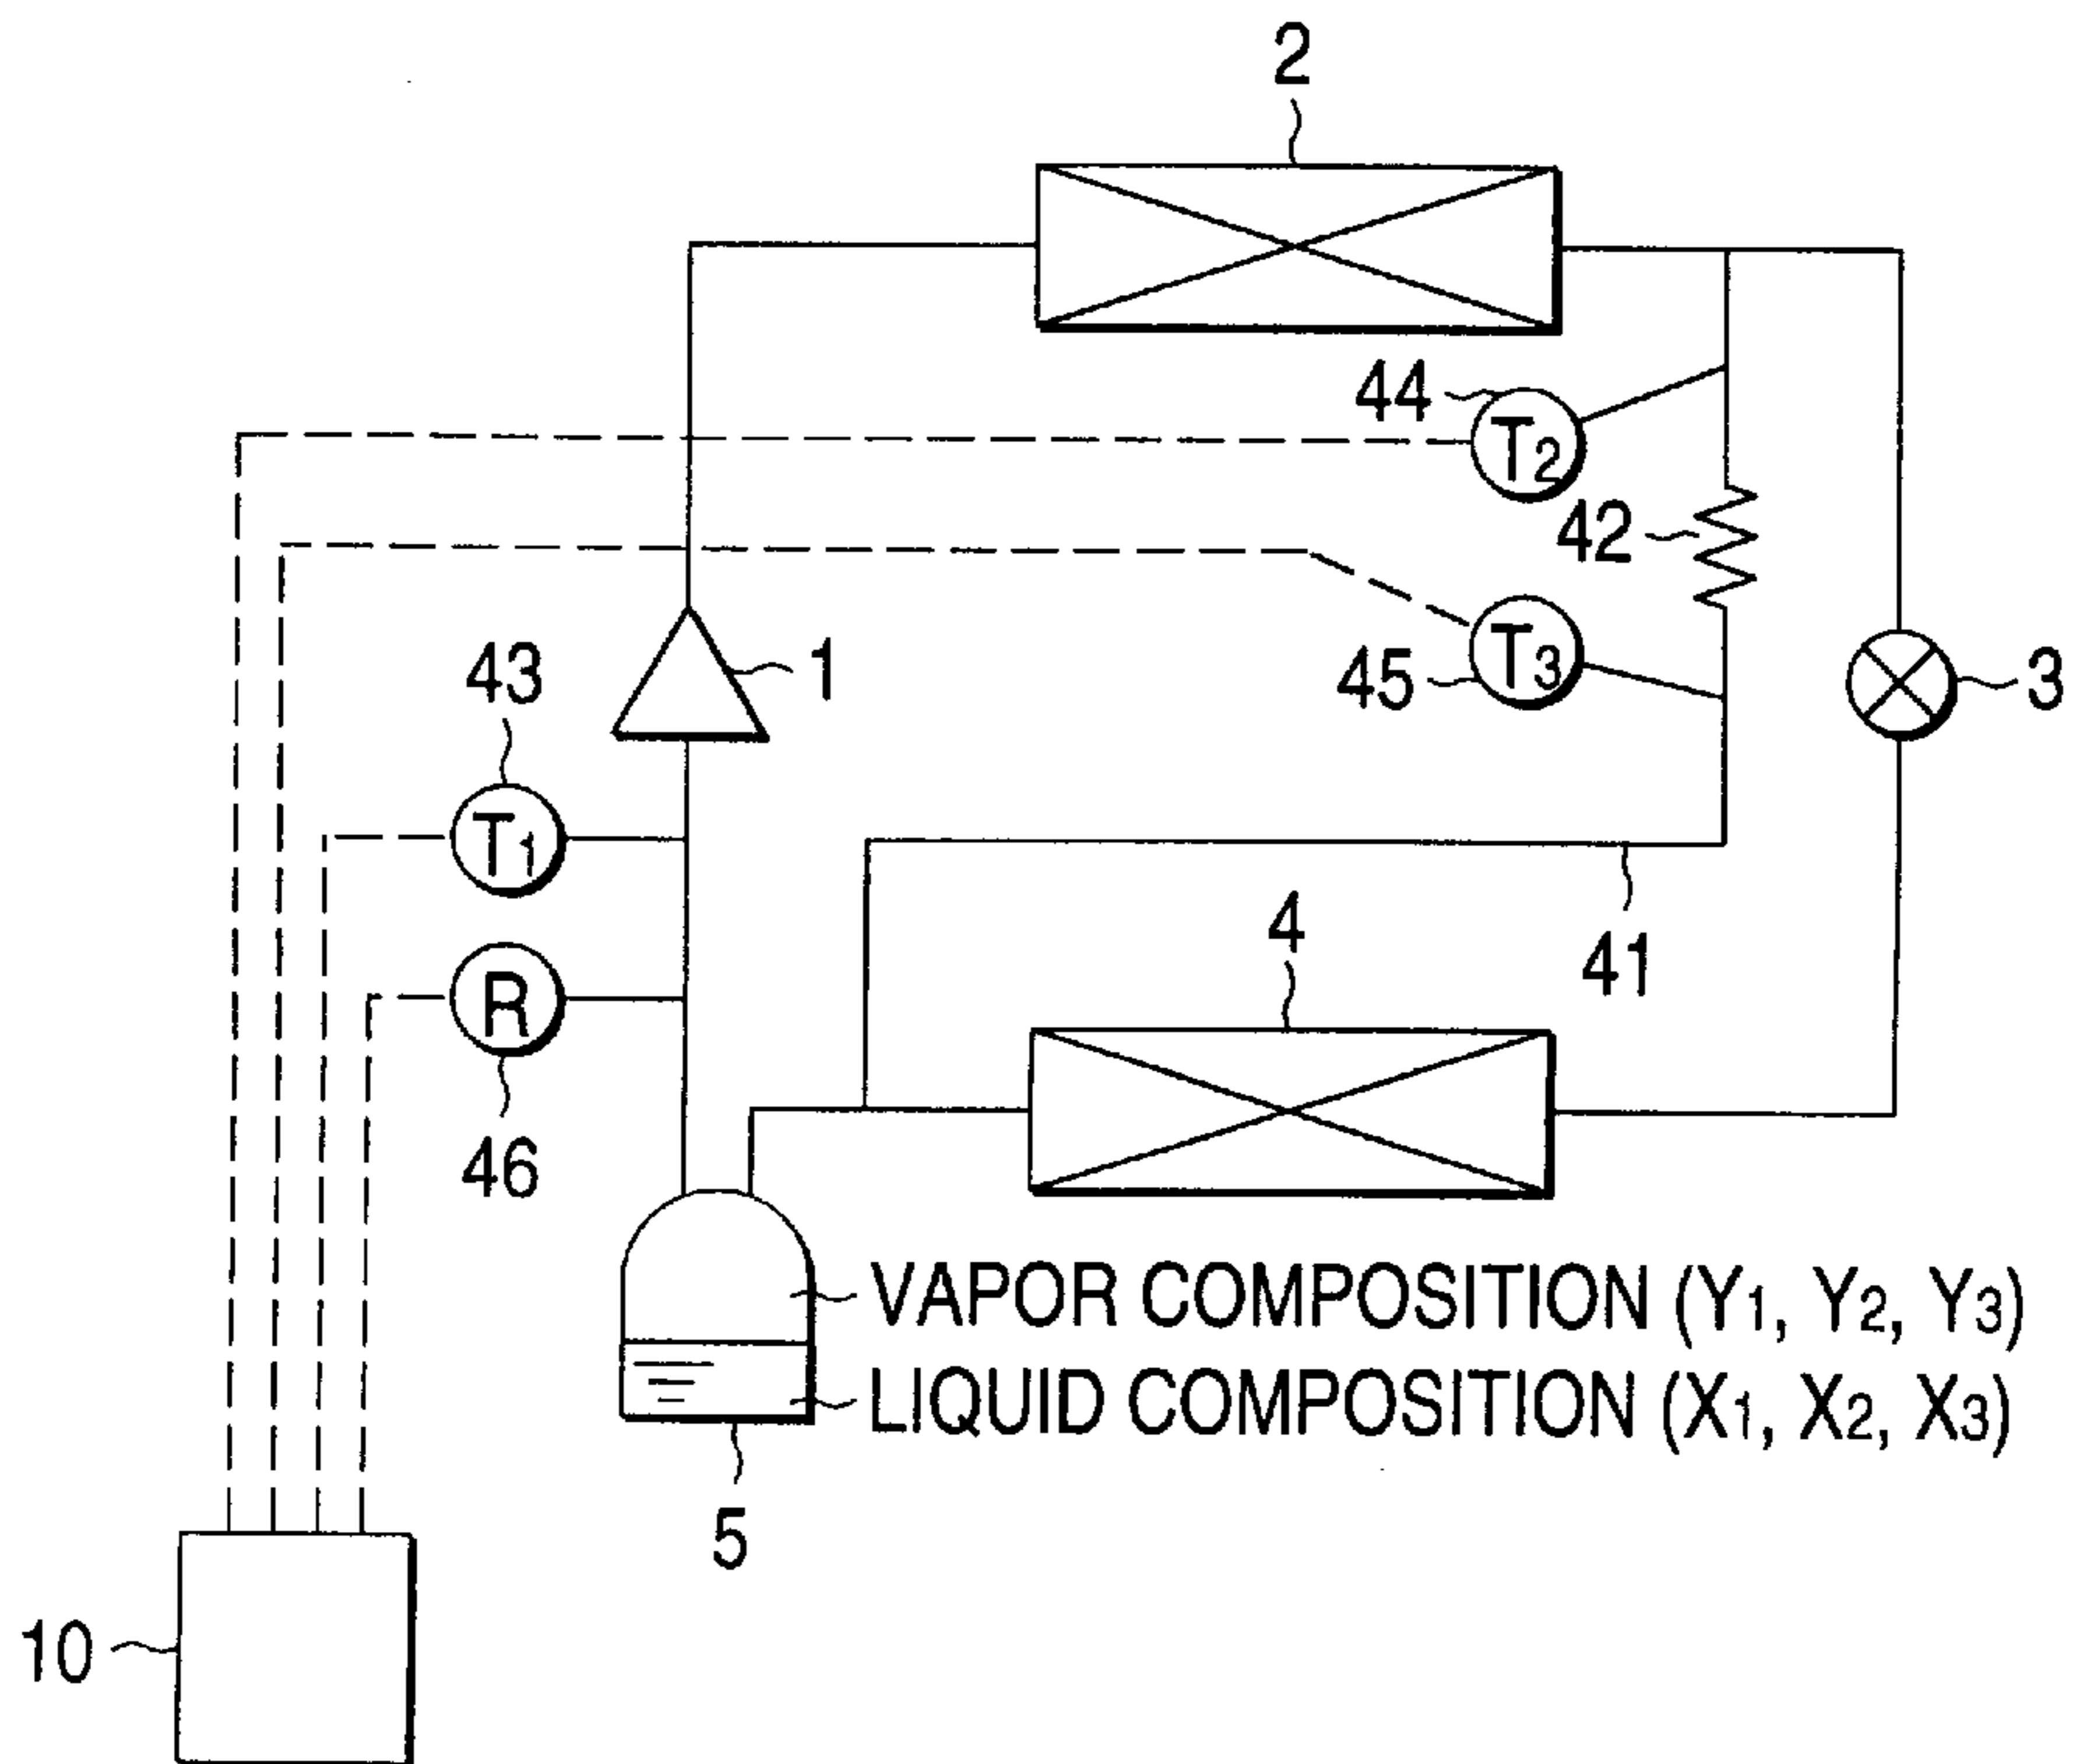 2
44
T2
42
43
1
45
T3
3
T1
4
41
R
46
VAPOR COMPOSITION (Y1, Y2, Y3)
LIQUID COMPOSITION (X1, X2, X3)
5
10